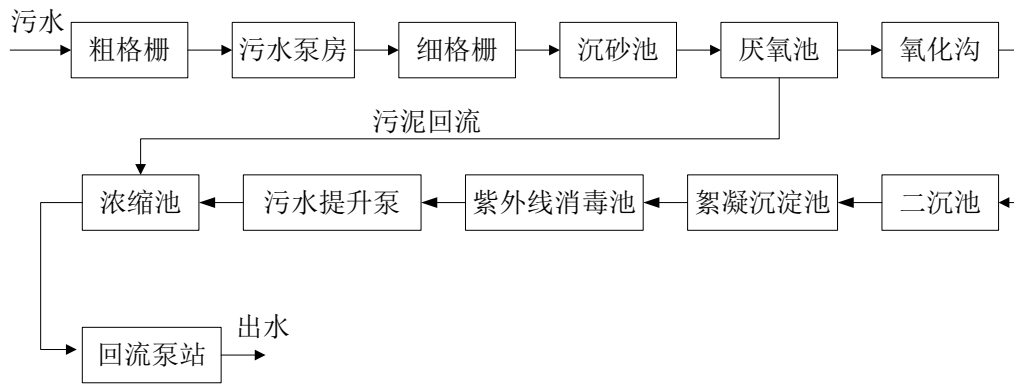 污水
粗格栅
污水泵房
细格栅
沉砂池
厌氧池
氧化沟
污泥回流
浓缩池
污水提升泵
紫外线消毒池
絮凝沉淀池
二沉池
回流泵站
出水